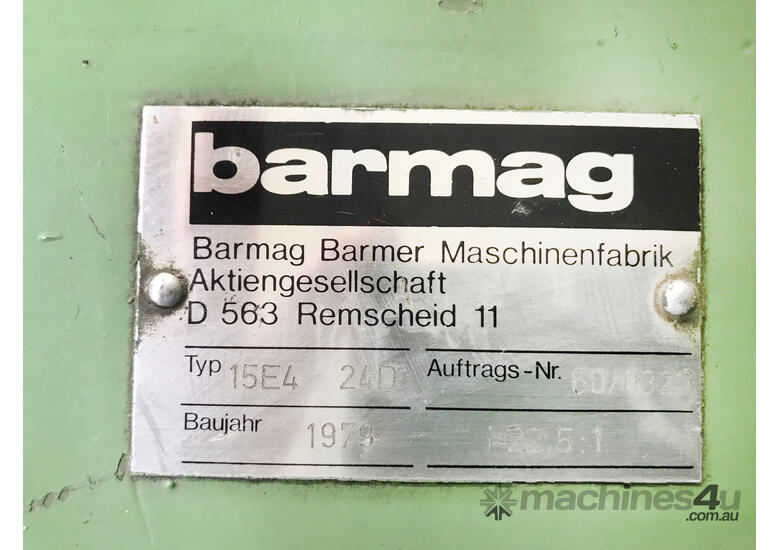 barmag
Barmag Barmer Maschinenfabrik
Aktiengesellschaft
D 563 Remscheid 11
Typ 15E4 24D Auftrags-Nr.
Baujahr 1979
machines4u
.com.au